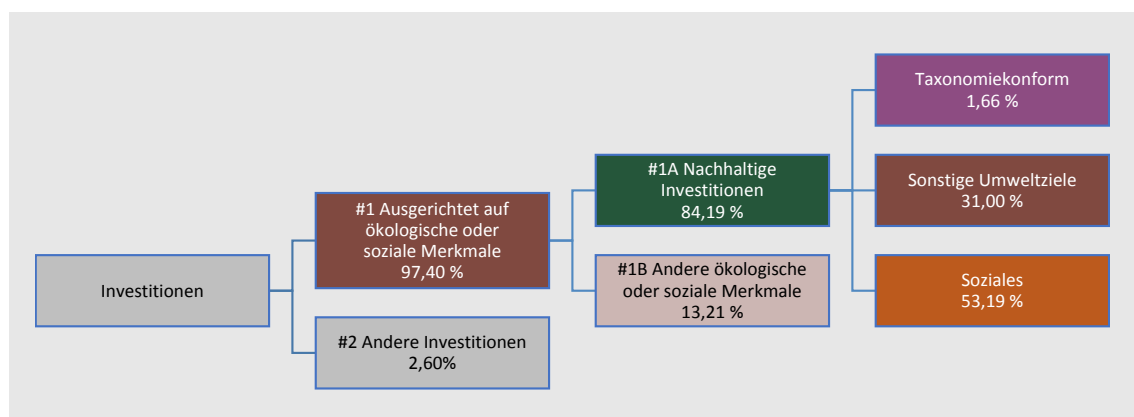 Investitionen
#1 Ausgerichtet auf
ökologische oder
soziale Merkmale
97,40 %
#2 Andere Investitionen
2,60%
#1A Nachhaltige
Investitionen
84,19 %
#1B Andere ökologische
oder soziale Merkmale
13,21 %
Taxonomiekonform
1,66 %
Sonstige Umweltziele
31,00 %
Soziales
53,19 %